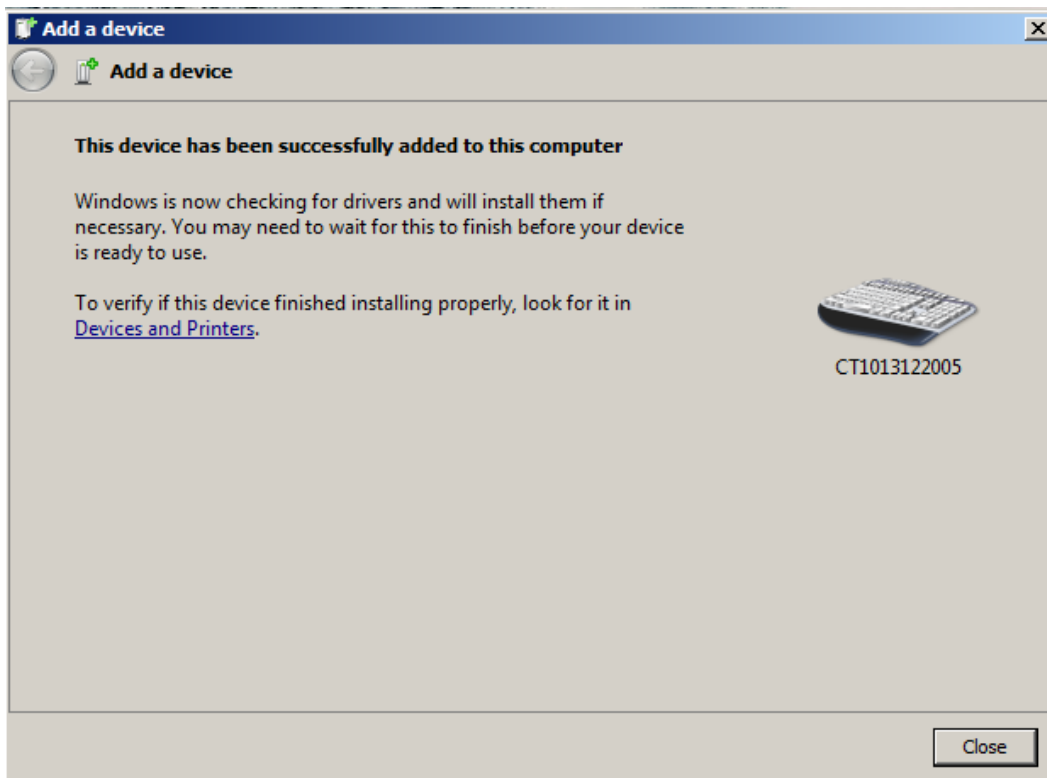 Add a device
Add a device
This device has been successfully added to this computer
Windows is now checking for drivers and will install them if
necessary. You may need to wait for this to finish before your device
is ready to use.
To verify if this device finished installing properly, look for it in
Devices and Printers.
CT1013122005
Close